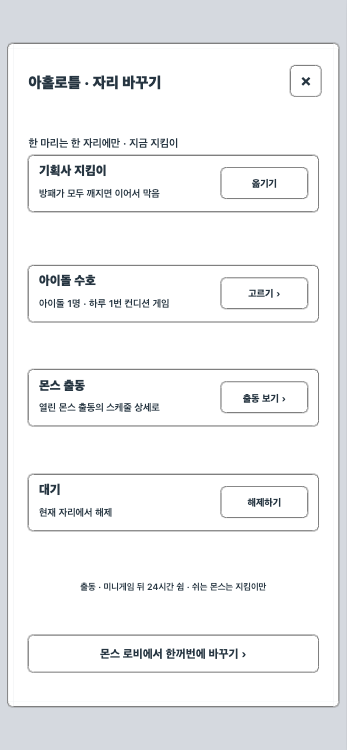 아홀로틀 · 자리 바꾸기
×
한 마리는 한 자리에만 · 지금 지킴이
기획사 지킴이
방패가 모두 깨지면 이어서 막음
옮기기
아이돌 수호
아이돌 1명 · 하루 1번 컨디션 게임
고르기 ›
몬스 출동
열린 몬스 출동의 스케줄 상세로
출동 보기 ›
대기
현재 자리에서 해제
해제하기
출동 · 미니게임 뒤 24시간 쉼 · 쉬는 몬스는 지킴이만
몬스 로비에서 한꺼번에 바꾸기 ›